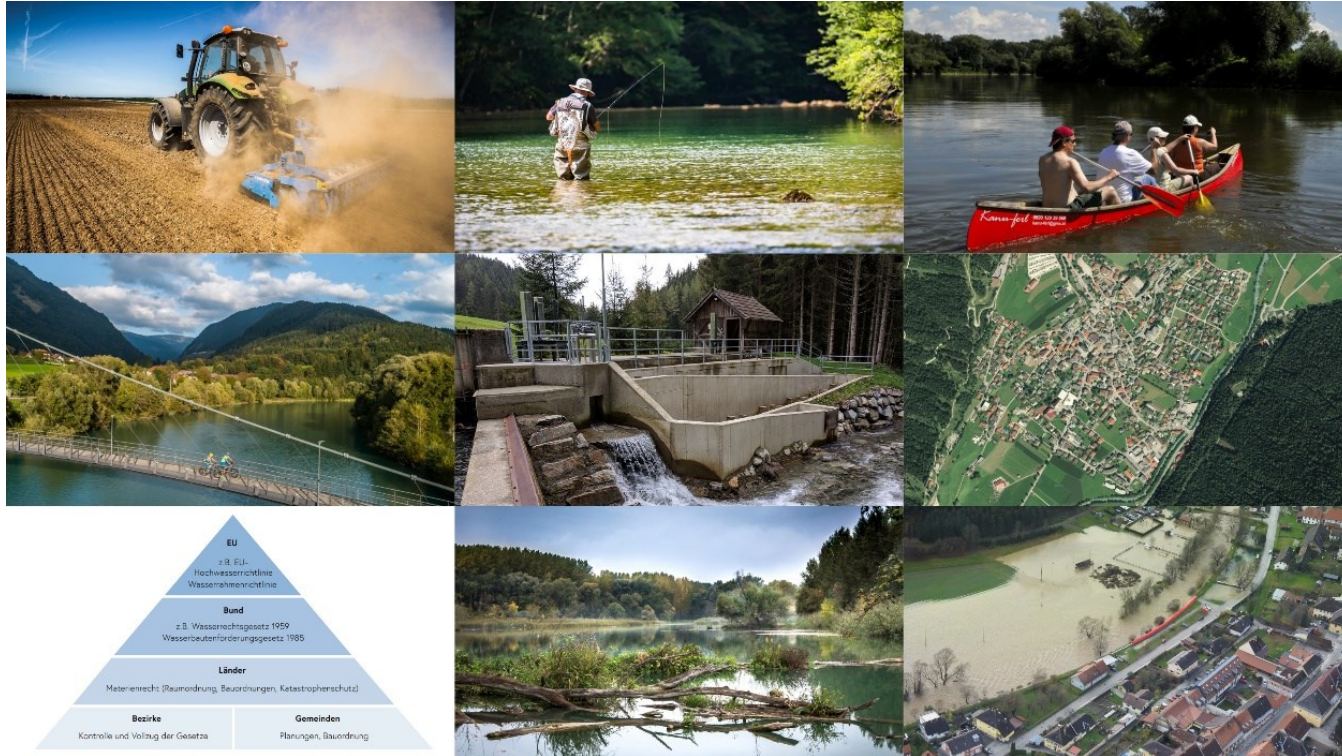 Kanu-fert
EU
z.B. EU-
Hochwasserrichtlinie
Wasserrahmenrichtlinie
Bund
z.B. Wasserrechtsgesetz 1959
Wasserbautenförderungsgesetz 1985
Länder
Materienrecht (Raumordnung, Bauordnungen, Katastrophenschutz)
Bezirke
Kontrolle und Vollzug der Gesetze
Gemeinden
Planungen, Bauordnung